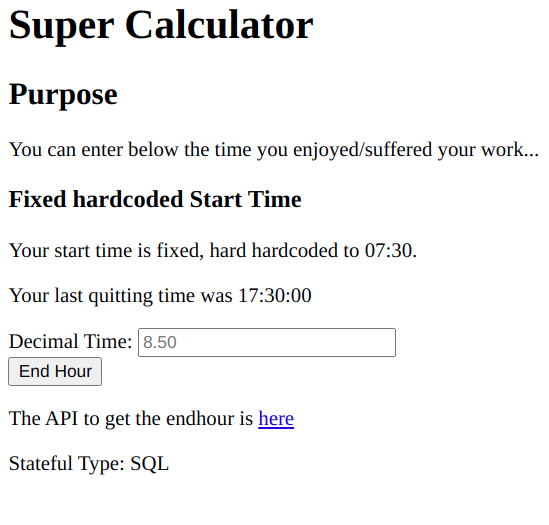 Super Calculator
Purpose
You can enter below the time you enjoyed/suffered your work...
Fixed hardcoded Start Time
Your start time is fixed, hard hardcoded to 07:30.
Your last quitting time was 17:30:00
Decimal Time: 8.50
End Hour
The API to get the endhour is here
Stateful Type: SQL